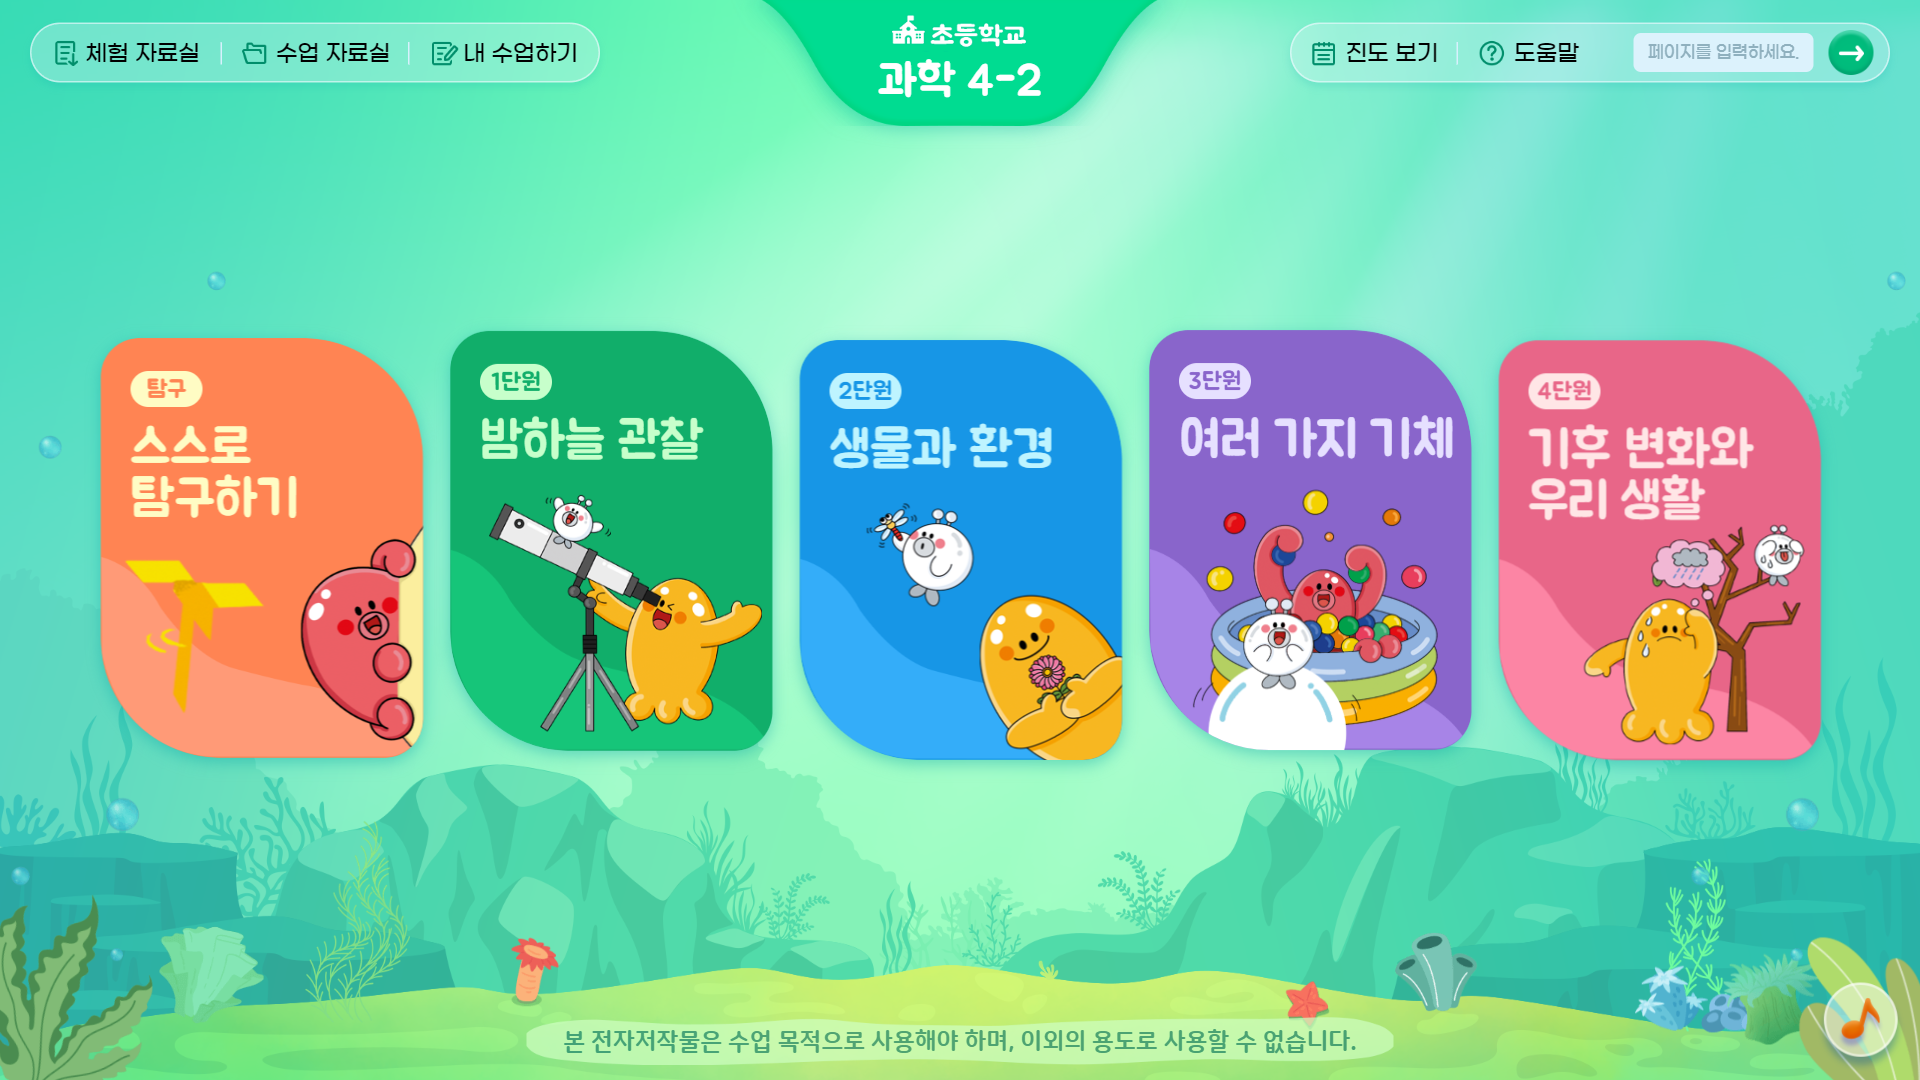 체험 자료실
수업 자료실
내 수업하기
초등학교
과학 4-2
진도 보기
도움말
페이지를 입력하세요.
탐구
스스로
탐구하기
1단원
밤하늘 관찰
2단원
생물과 환경
3단원
여러 가지 기체
4단원
기후 변화와
우리 생활
본 전자저작물은 수업 목적으로 사용해야 하며, 이외의 용도로 사용할 수 없습니다.